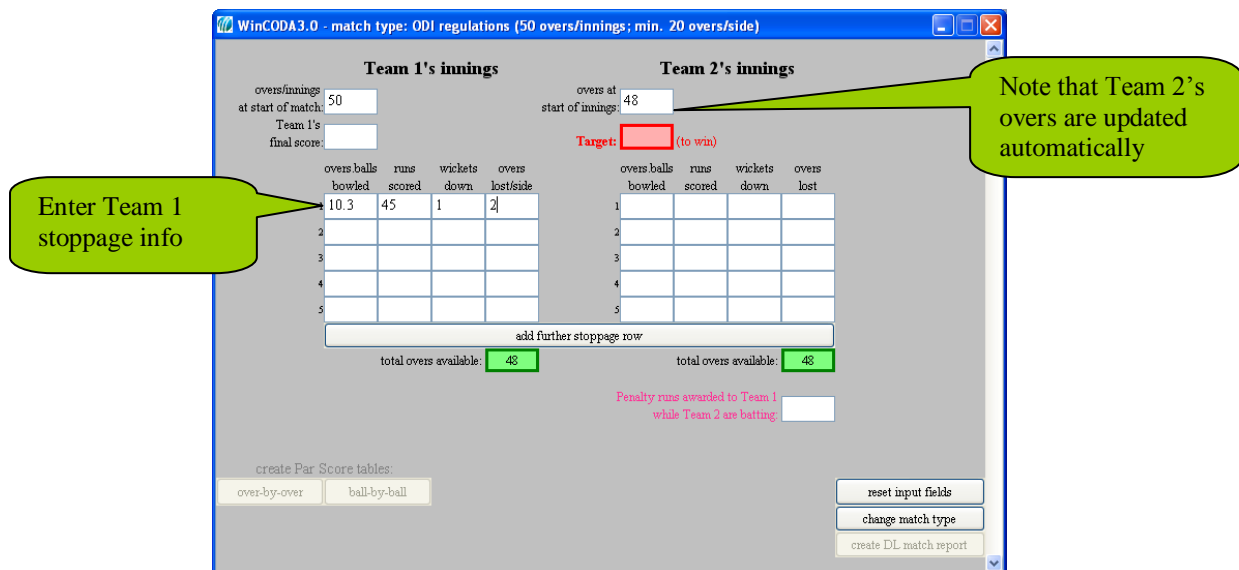 WinCODA3.0 - match type: ODI regulations (50 overs/innings; min. 20 overs/side)
Team 1's innings
Team 2's innings
overs/innings
at start of match:
50
overs at
start of innings:
48
Team 1's
final score:
Target:
(to win)
overs.balls
bowled
runs
scored
wickets
down
overs
lost/side
overs.balls
bowled
runs
scored
wickets
down
overs
lost
1 10.3 45 1 2
2
3
4
5
1
2
3
4
5
add further stoppage row
total overs available: 48
total overs available: 48
Penalty runs awarded to Team 1
while Team 2 are batting:
create Par Score tables:
over-by-over
ball-by-ball
reset input fields
change match type
create DL match report
Enter Team 1
stoppage info
Note that Team 2’s
overs are updated
automatically